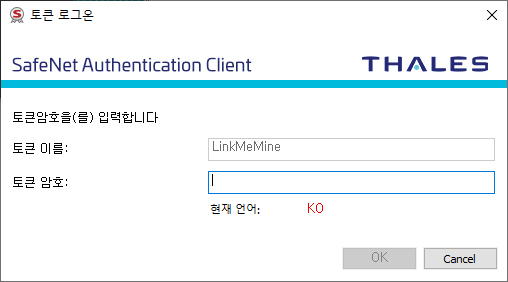 토큰 로그온
SafeNet Authentication Client
THALES
토큰암호을(를) 입력합니다
토큰 이름: LinkMeMine
토큰 암호:
현재 언어: KO
OK Cancel